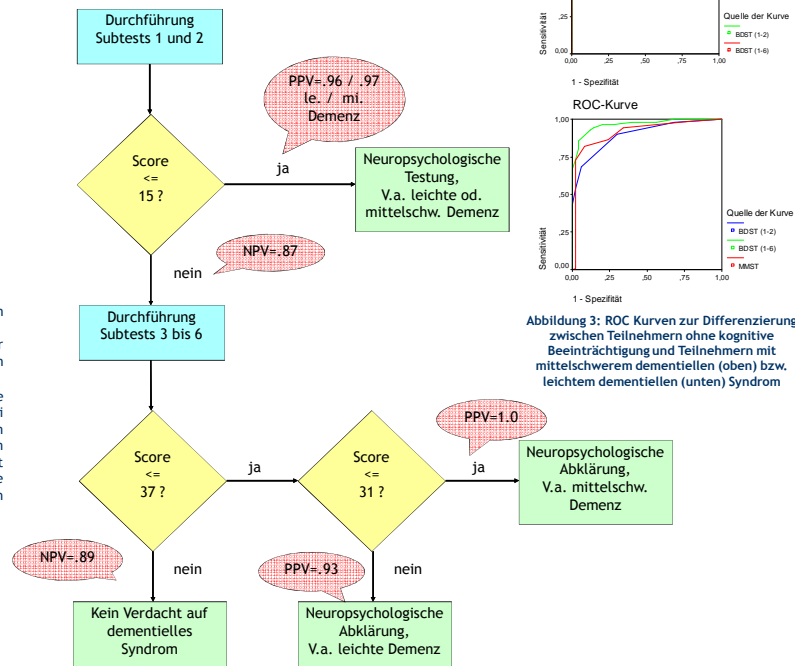 Durchführung
Subtests 1 und 2
PPV=.96 / .97
le. / mi.
Demenz
Score
<=
15 ?
ja
Neuropsychologische
Testung,
V.a. leichte od.
mittelschw. Demenz
NPV=.87
nein
Durchführung
Subtests 3 bis 6
Score
<=
37 ?
ja
Score
<=
31 ?
PPV=1.0
ja
Neuropsychologische
Abklärung,
V.a. mittelschw.
Demenz
NPV=.89
nein
PPV=.93
nein
Kein Verdacht auf
dementielles
Syndrom
Neuropsychologische
Abklärung,
V.a. leichte Demenz
Sensitivität
,25
0,00
0,00 ,25 ,50 ,75 1,00
1 - Spezifität
Quelle der Kurve
BDST (1-2)
BDST (1-6)
ROC-Kurve
Sensitivität
1,00
,75
,50
,25
0,00
0,00 ,25 ,50 ,75 1,00
1 - Spezifität
Quelle der Kurve
BDST (1-2)
BDST (1-6)
MMST
Abbildung 3: ROC Kurven zur Differenzierung
zwischen Teilnehmern ohne kognitive
Beeinträchtigung und Teilnehmern mit
mittelschwerem dementiellen (oben) bzw.
leichtem dementiellen (unten) Syndrom